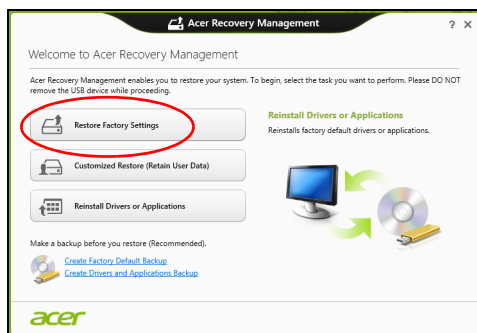 Acer Recovery Management
? ×
Welcome to Acer Recovery Management
Acer Recovery Management enables you to restore your system. To begin, select the task you want to perform. Please DO NOT
remove the USB device while proceeding.
Restore Factory Settings
Customized Restore (Retain User Data)
Reinstall Drivers or Applications
Reinstall Drivers or Applications
Reinstalls factory default drivers or applications.
Make a backup before you restore (Recommended).
Create Factory Default Backup
Create Drivers and Applications Backup
acer